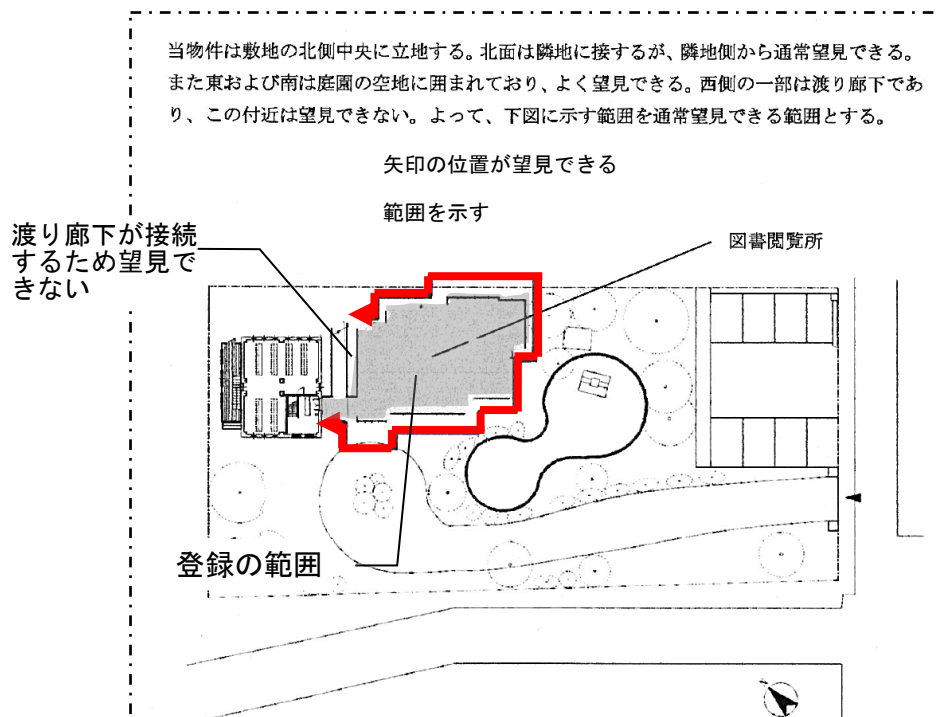 当物件は敷地の北側中央に立地する。北面は隣地に接するが、隣地側から通常望見できる。
また東および南は庭園の空地に囲まれており、よく望見できる。西側の一部は渡り廊下であ
り、この付近は望見できない。よって、下図に示す範囲を通常望見できる範囲とする。
矢印の位置が望見できる
範囲を示す
渡り廊下が接続
するため望見で
きない
図書閲覧所
登録の範囲